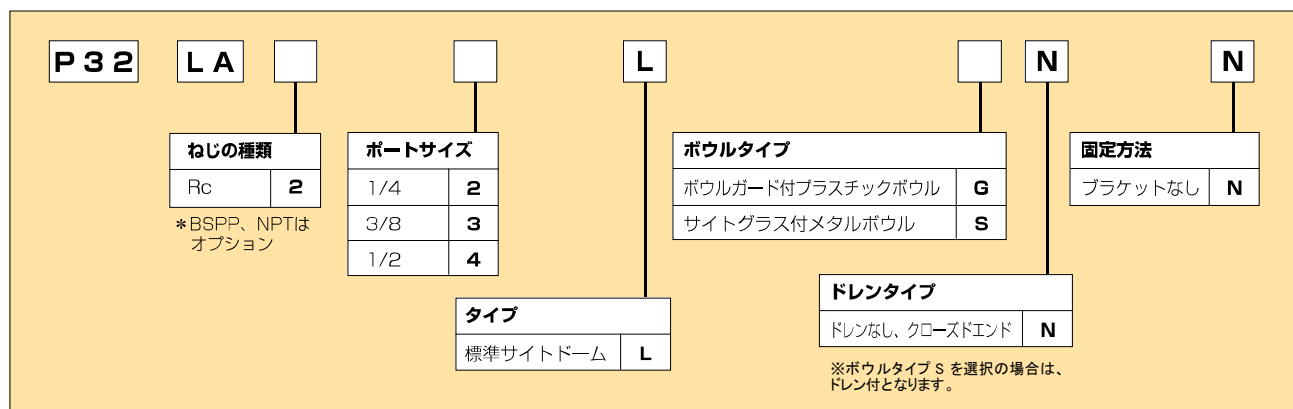 P32 LA L N N
ねじの種類
Rc 2
*BSPP、NPTは
オプション
ポートサイズ
1/4 2
3/8 3
1/2 4
タイプ
標準サイトドーム L
ボウルタイプ
ボウルガード付プラスチックボウル G
サイトグラス付メタルボウル S
ドレンタイプ
ドレンなし、クローズドエンド N
※ボウルタイプ S を選択の場合は、
ドレン付となります。
固定方法
ブラケットなし N